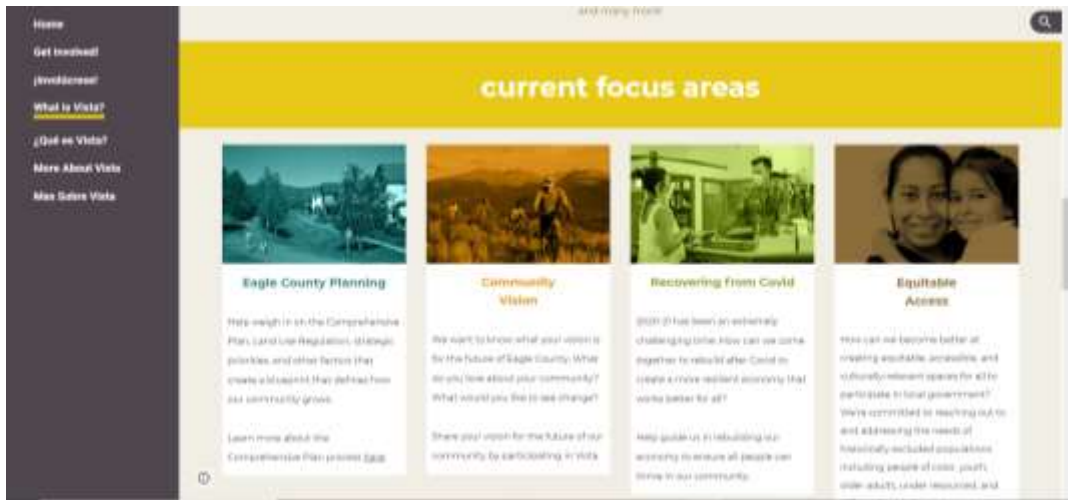 and many more!
Home
Get Involved!
¡Involúcrese!
What is Vista?
¿Qué es Vista?
More About Vista
Mas Sobre Vista
current focus areas
Eagle County Planning
Help weigh in on the Comprehensive
Plan, Land Use Regulation, strategic
priorities, and other factors that
create a blueprint that defines how
our community grows.
Learn more about the
Comprehensive Plan process here
Community
Vision
We want to know what your vision is
for the future of Eagle County. What
do you love about your community?
What would you like to see change?
Share your vision for the future of our
community by participating in Vista
Recovering From Covid
2020-21 has been an extremely
challenging time. How can we come
together to rebuild after Covid to
create a more resilient economy that
works better for all?
Help guide us in rebuilding our
economy to ensure all people can
thrive in our community.
Equitable
Access
How can we become better at
creating equitable, accessible, and
culturally-relevant spaces for all to
participate in local government?
We're committed to reaching out to
and addressing the needs of
historically excluded populations
including people of color, youth,
older adults, under resourced, and